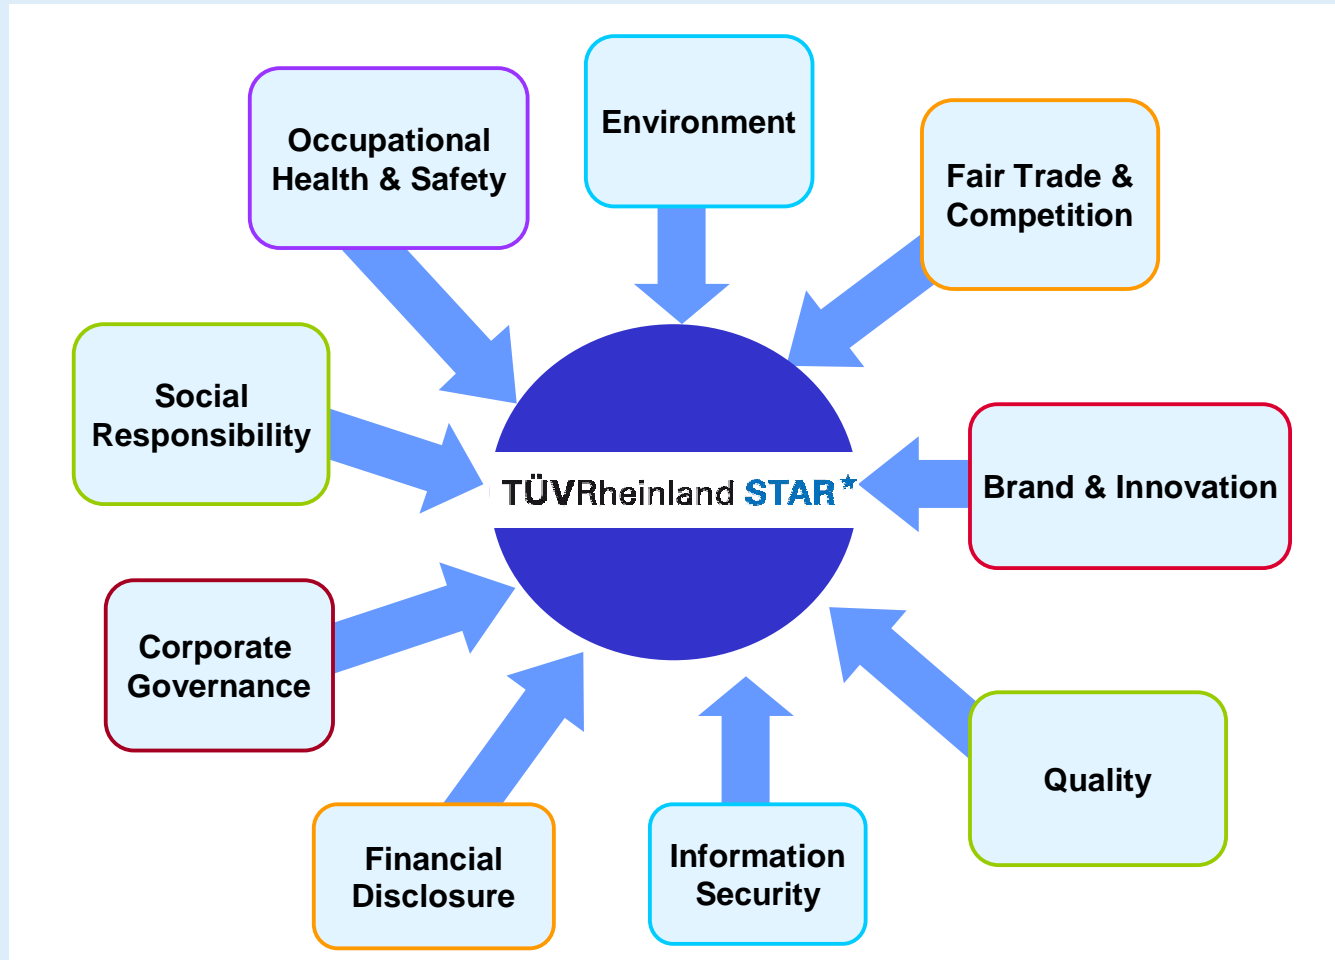 Environment
Occupational
Health & Safety
Fair Trade &
Competition
Social
Responsibility
TÜVRheinland STAR*
Brand & Innovation
Corporate
Governance
Quality
Financial
Disclosure
Information
Security